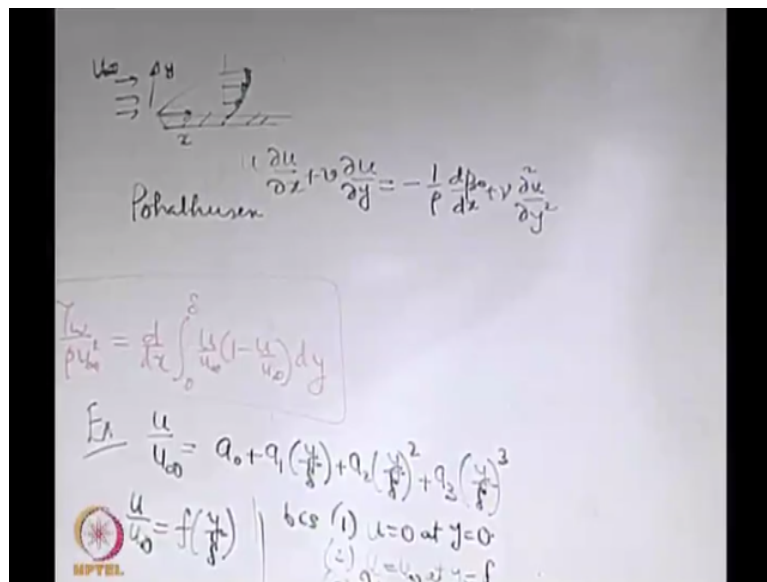 U∞ y
x
u ∂u/∂x + v ∂u/∂y = - 1/ρ dp∞/dx + ν ∂²u/∂y²
Pohalhusen
τw/ρu∞² = d/dx ∫₀^δ u/u∞ (1 - u/u∞) dy
Ex u/u∞ = a₀ + a₁(y/δ) + a₂(y/δ)² + a₃(y/δ)³
u/u∞ = f(y/δ) bcs (1) u=0 at y=0
(2) u=u∞ at y=δ
NPTEL